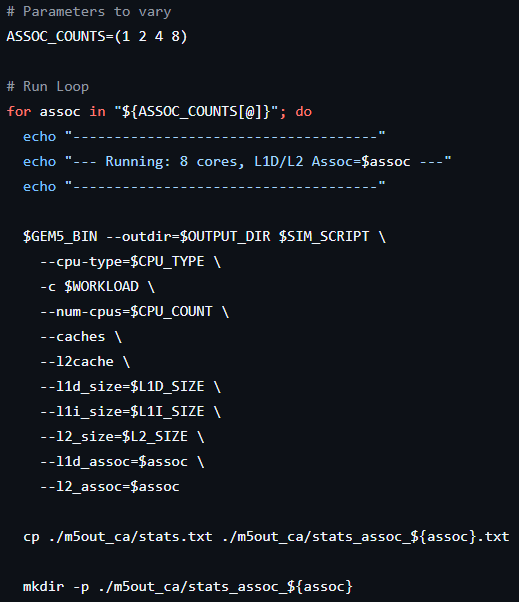 # Parameters to vary
ASSOC_COUNTS=(1 2 4 8)
# Run Loop
for assoc in "${ASSOC_COUNTS[@]}"; do
  echo "-------------------------------------"
  echo "--- Running: 8 cores, L1D/L2 Assoc=$assoc ---"
  echo "-------------------------------------"
  $GEM5_BIN --outdir=$OUTPUT_DIR $SIM_SCRIPT \
    --cpu-type=$CPU_TYPE \
    -c $WORKLOAD \
    --num-cpus=$CPU_COUNT \
    --caches \
    --l2cache \
    --l1d_size=$L1D_SIZE \
    --l1i_size=$L1I_SIZE \
    --l2_size=$L2_SIZE \
    --l1d_assoc=$assoc \
    --l2_assoc=$assoc
  cp ./m5out_ca/stats.txt ./m5out_ca/stats_assoc_${assoc}.txt
  mkdir -p ./m5out_ca/stats_assoc_${assoc}